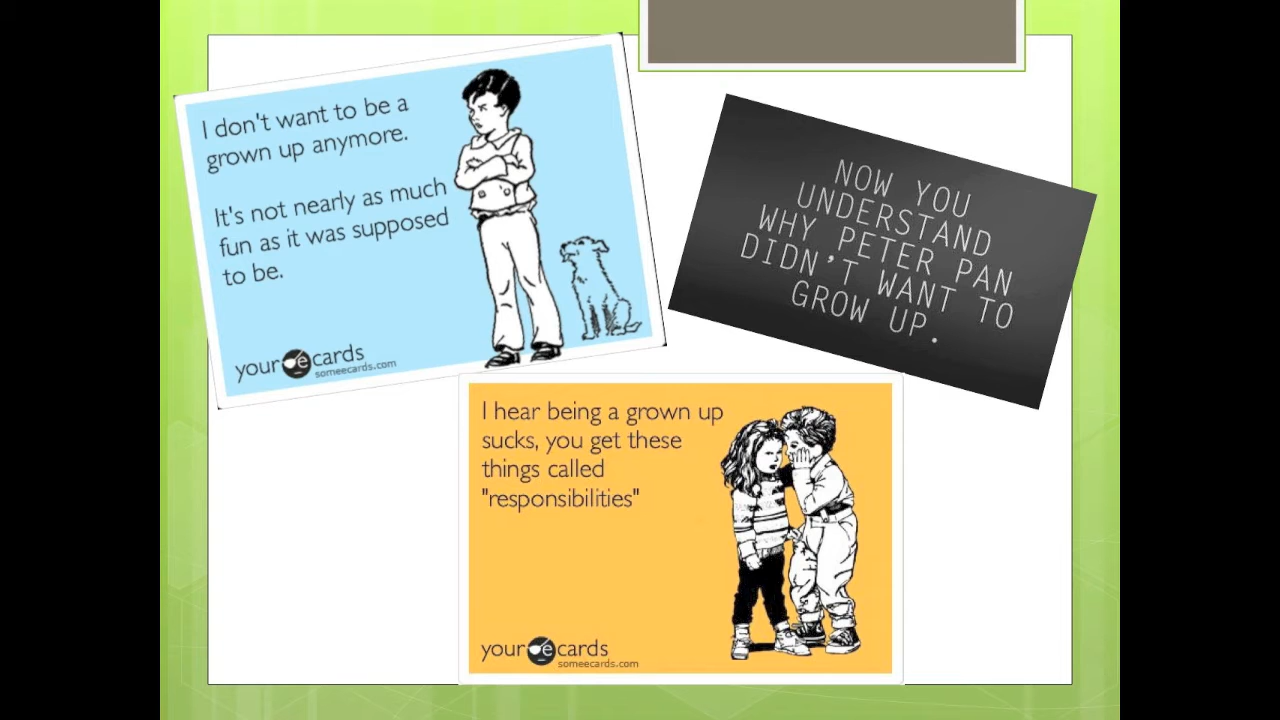 I don't want to be a
grown up anymore.
It's not nearly as much
fun as it was supposed
to be.
your e cards
someecards.com
NOW YOU
UNDERSTAND
WHY PETER PAN
DIDN'T WANT TO
GROW UP.
I hear being a grown up
sucks, you get these
things called
"responsibilities"
your e cards
someecards.com